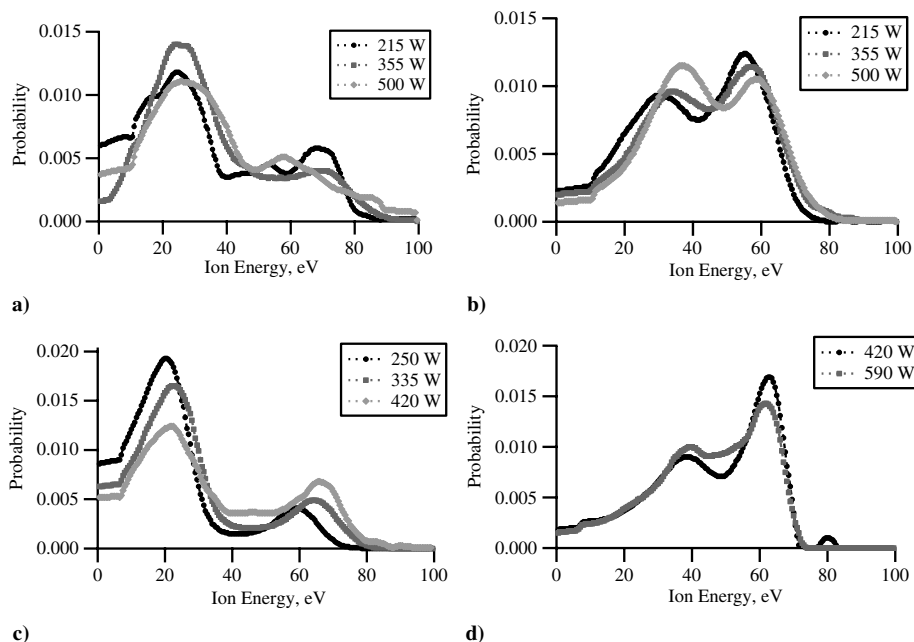 0.015
0.010
0.005
0.000
Probability
0 20 40 60 80 100
Ion Energy, eV
215 W
355 W
500 W
a)
0.015
0.010
0.005
0.000
Probability
0 20 40 60 80 100
Ion Energy, eV
215 W
355 W
500 W
b)
0.020
0.015
0.010
0.005
0.000
Probability
0 20 40 60 80 100
Ion Energy, eV
250 W
335 W
420 W
c)
0.020
0.015
0.010
0.005
0.000
Probability
0 20 40 60 80 100
Ion Energy, eV
420 W
590 W
d)